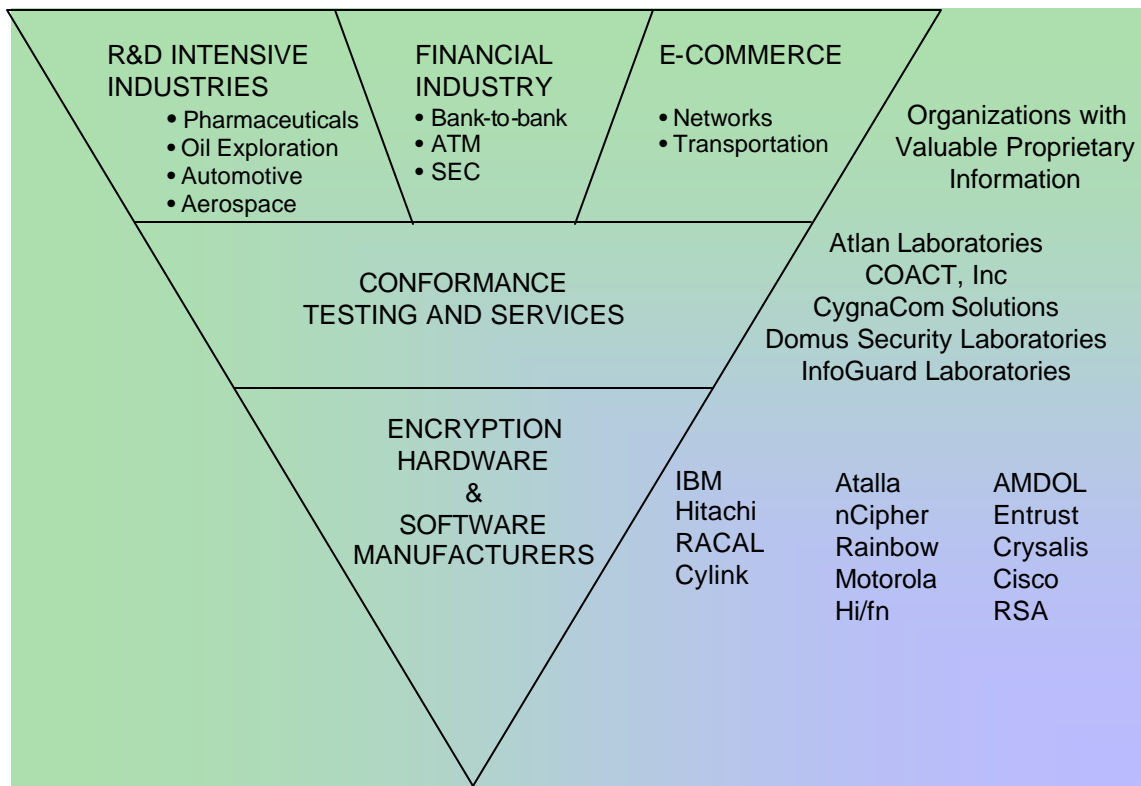 R&D INTENSIVE
INDUSTRIES
• Pharmaceuticals
• Oil Exploration
• Automotive
• Aerospace
FINANCIAL
INDUSTRY
• Bank-to-bank
• ATM
• SEC
E-COMMERCE
• Networks
• Transportation
Organizations with
Valuable Proprietary
Information
CONFORMANCE
TESTING AND SERVICES
Atlan Laboratories
COACT, Inc
CygnaCom Solutions
Domus Security Laboratories
InfoGuard Laboratories
ENCRYPTION
HARDWARE
&
SOFTWARE
MANUFACTURERS
IBM
Hitachi
RACAL
Cylink
Atalla
nCipher
Rainbow
Motorola
Hi/fn
AMDOL
Entrust
Crysalis
Cisco
RSA